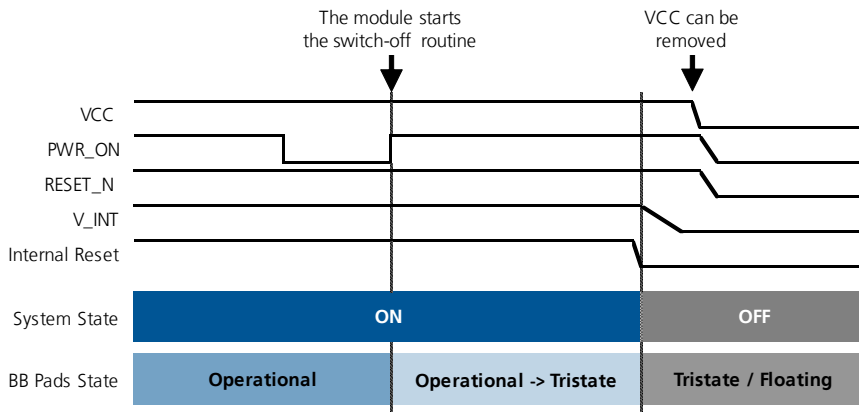 The module starts
the switch-off routine
VCC can be
removed
VCC
PWR_ON
RESET_N
V_INT
Internal Reset
System State
ON
OFF
BB Pads State
Operational
Operational -> Tristate
Tristate / Floating